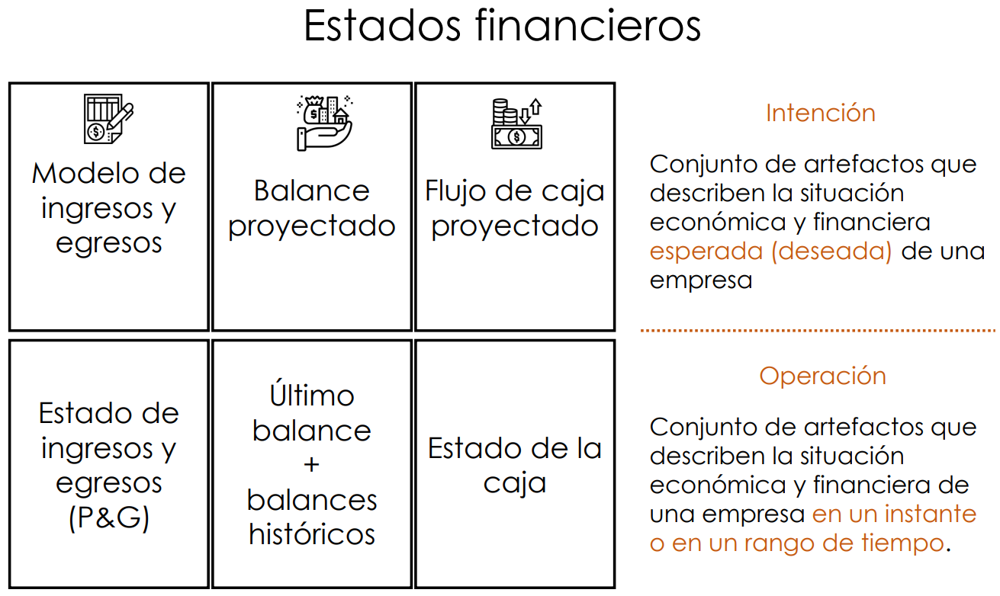 Estados financieros
Modelo de
ingresos y
egresos
Balance
proyectado
Flujo de caja
proyectado
Intención
Conjunto de artefactos que
describen la situación
económica y financiera
esperada (deseada) de una
empresa
Estado de
ingresos y
egresos
(P&G)
Último
balance
+
balances
históricos
Estado de la
caja
Operación
Conjunto de artefactos que
describen la situación
económica y financiera de
una empresa en un instante
o en un rango de tiempo.